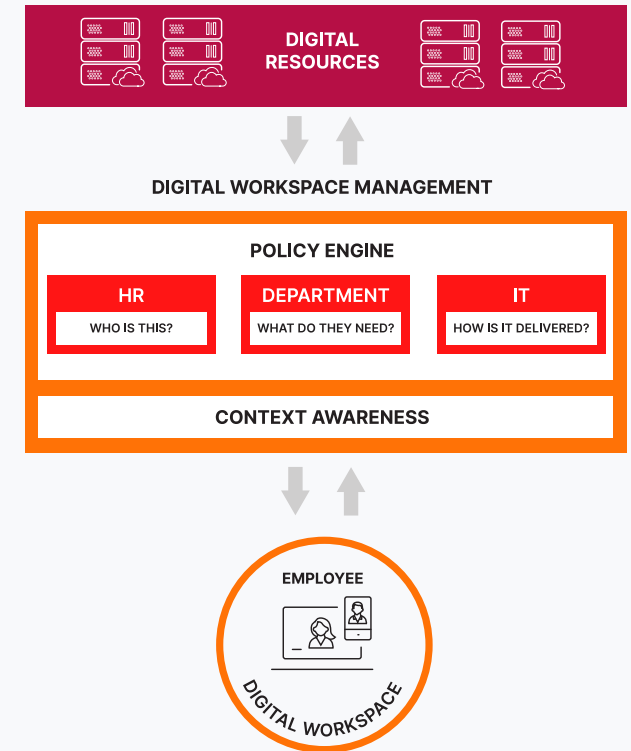 DIGITAL
RESOURCES
DIGITAL WORKSPACE MANAGEMENT
POLICY ENGINE
HR
WHO IS THIS?
DEPARTMENT
WHAT DO THEY NEED?
IT
HOW IS IT DELIVERED?
CONTEXT AWARENESS
EMPLOYEE
DIGITAL WORKSPACE